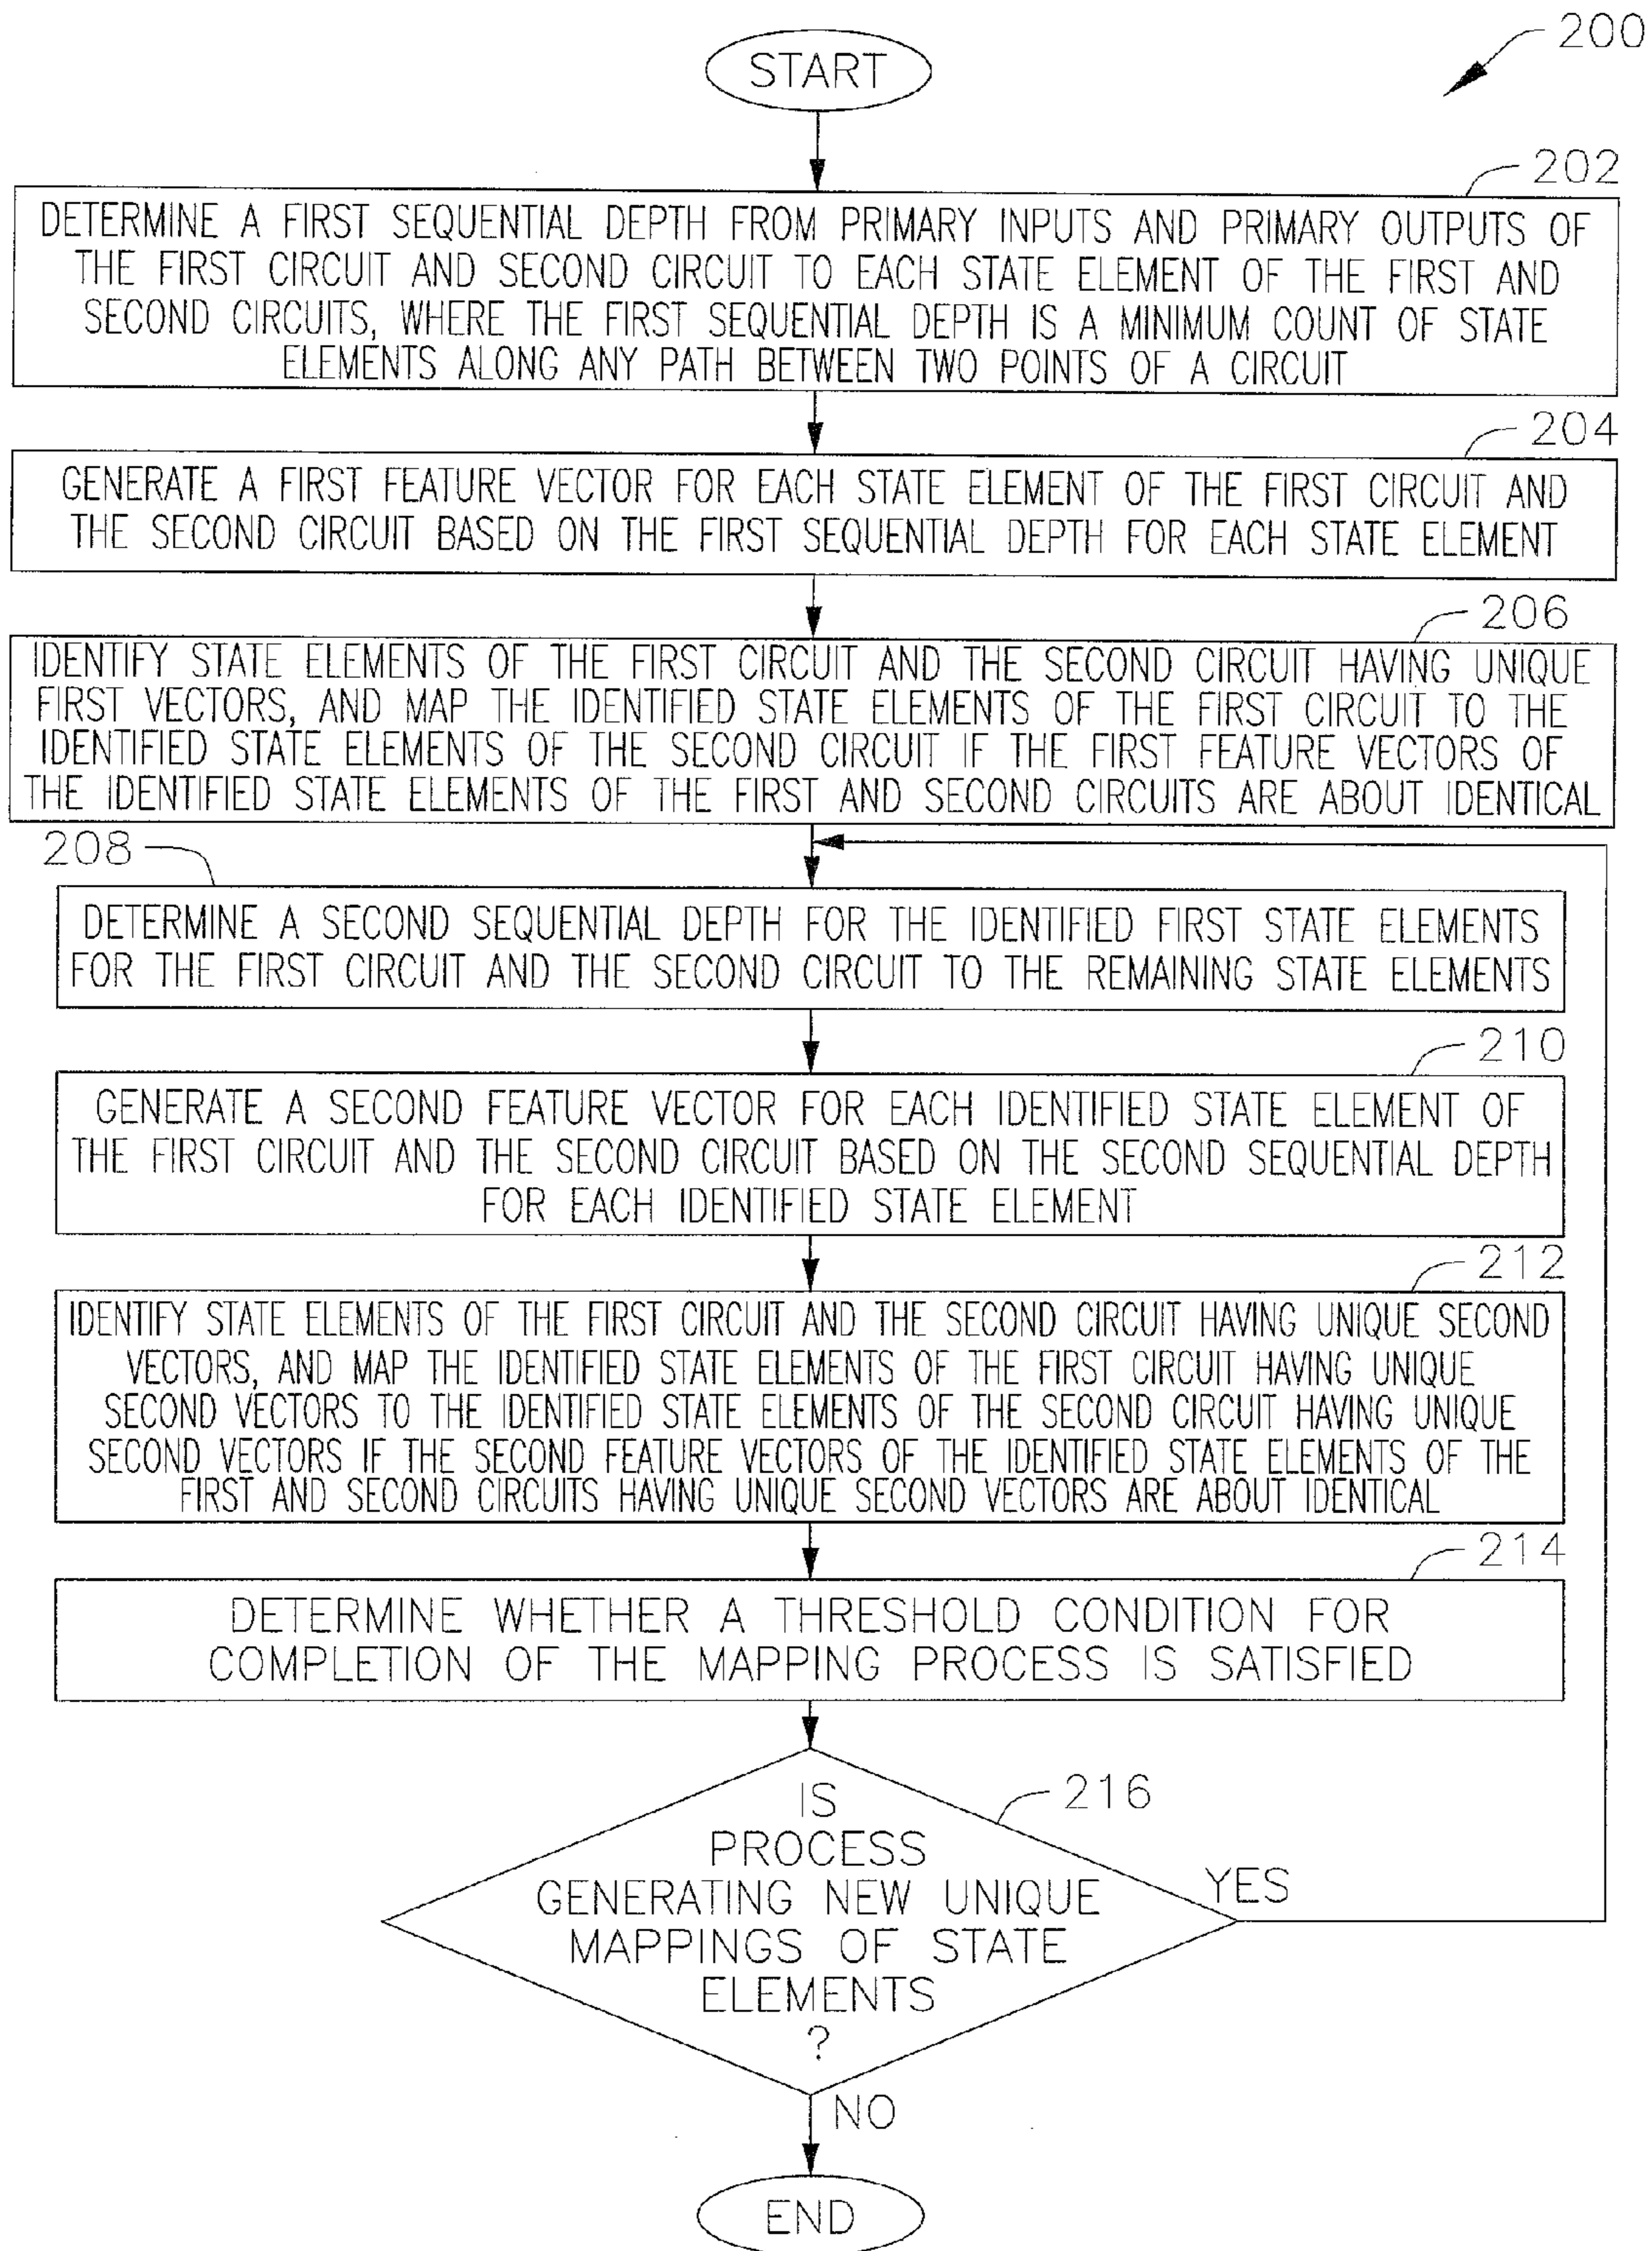 200
START
202
DETERMINE A FIRST SEQUENTIAL DEPTH FROM PRIMARY INPUTS AND PRIMARY OUTPUTS OF
THE FIRST CIRCUIT AND SECOND CIRCUIT TO EACH STATE ELEMENT OF THE FIRST AND
SECOND CIRCUITS, WHERE THE FIRST SEQUENTIAL DEPTH IS A MINIMUM COUNT OF STATE
ELEMENTS ALONG ANY PATH BETWEEN TWO POINTS OF A CIRCUIT
204
GENERATE A FIRST FEATURE VECTOR FOR EACH STATE ELEMENT OF THE FIRST CIRCUIT AND
THE SECOND CIRCUIT BASED ON THE FIRST SEQUENTIAL DEPTH FOR EACH STATE ELEMENT
206
IDENTIFY STATE ELEMENTS OF THE FIRST CIRCUIT AND THE SECOND CIRCUIT HAVING UNIQUE
FIRST VECTORS, AND MAP THE IDENTIFIED STATE ELEMENTS OF THE FIRST CIRCUIT TO THE
IDENTIFIED STATE ELEMENTS OF THE SECOND CIRCUIT IF THE FIRST FEATURE VECTORS OF
THE IDENTIFIED STATE ELEMENTS OF THE FIRST AND SECOND CIRCUITS ARE ABOUT IDENTICAL
208
DETERMINE A SECOND SEQUENTIAL DEPTH FOR THE IDENTIFIED FIRST STATE ELEMENTS
FOR THE FIRST CIRCUIT AND THE SECOND CIRCUIT TO THE REMAINING STATE ELEMENTS
210
GENERATE A SECOND FEATURE VECTOR FOR EACH IDENTIFIED STATE ELEMENT OF
THE FIRST CIRCUIT AND THE SECOND CIRCUIT BASED ON THE SECOND SEQUENTIAL DEPTH
FOR EACH IDENTIFIED STATE ELEMENT
212
IDENTIFY STATE ELEMENTS OF THE FIRST CIRCUIT AND THE SECOND CIRCUIT HAVING UNIQUE SECOND
VECTORS, AND MAP THE IDENTIFIED STATE ELEMENTS OF THE FIRST CIRCUIT HAVING UNIQUE
SECOND VECTORS TO THE IDENTIFIED STATE ELEMENTS OF THE SECOND CIRCUIT HAVING UNIQUE
SECOND VECTORS IF THE SECOND FEATURE VECTORS OF THE IDENTIFIED STATE ELEMENTS OF THE
FIRST AND SECOND CIRCUITS HAVING UNIQUE SECOND VECTORS ARE ABOUT IDENTICAL
214
DETERMINE WHETHER A THRESHOLD CONDITION FOR
COMPLETION OF THE MAPPING PROCESS IS SATISFIED
216
IS
PROCESS
GENERATING NEW UNIQUE
MAPPINGS OF STATE
ELEMENTS
?
YES
NO
END